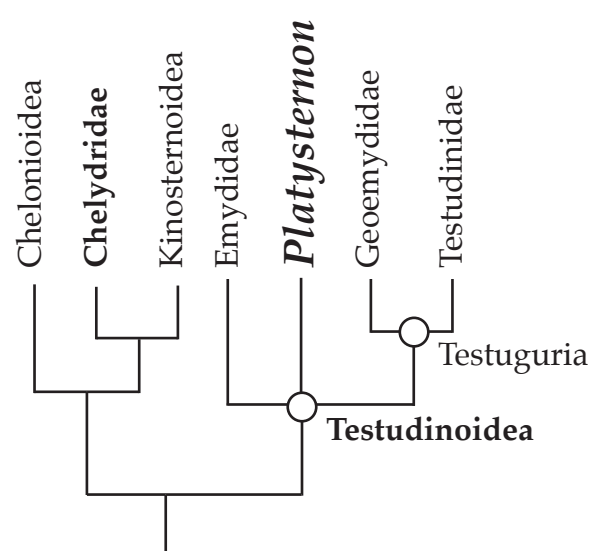 Chelonioidea
Chelydridae
Kinosternoidea
Emydidae
Platysternon
Geoemydidae
Testudinidae
Testuguria
Testudinoidea